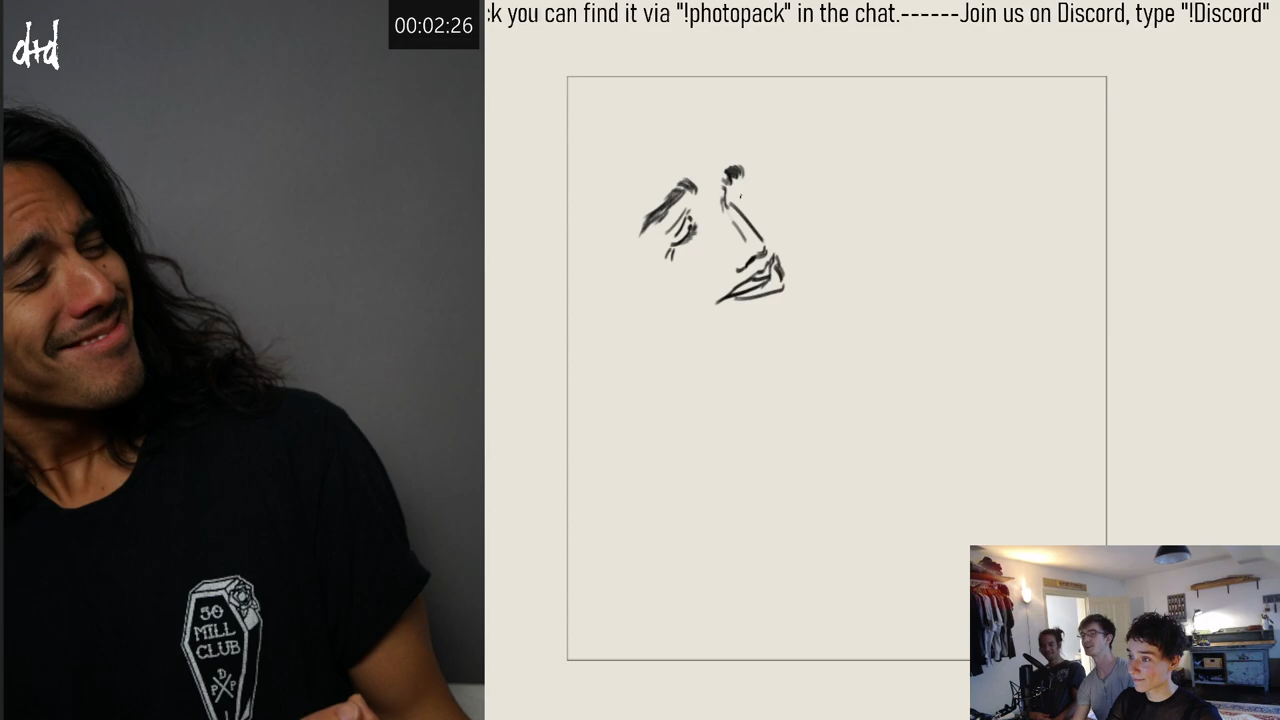 d+d
00:02:26
k you can find it via "!photopack" in the chat.------Join us on Discord, type "!Discord"
50
MILL
CLUB
D
P P